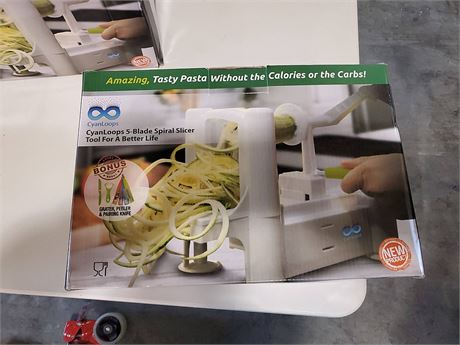 Amazing, Tasty Pasta Without the Calories or the Carbs!
CyanLoops
CyanLoops 5-Blade Spiral Slicer
Tool For A Better Life
BONUS
GRATER, PEELER
& PARING KNIFE
NEW
PRODUCT
NEW